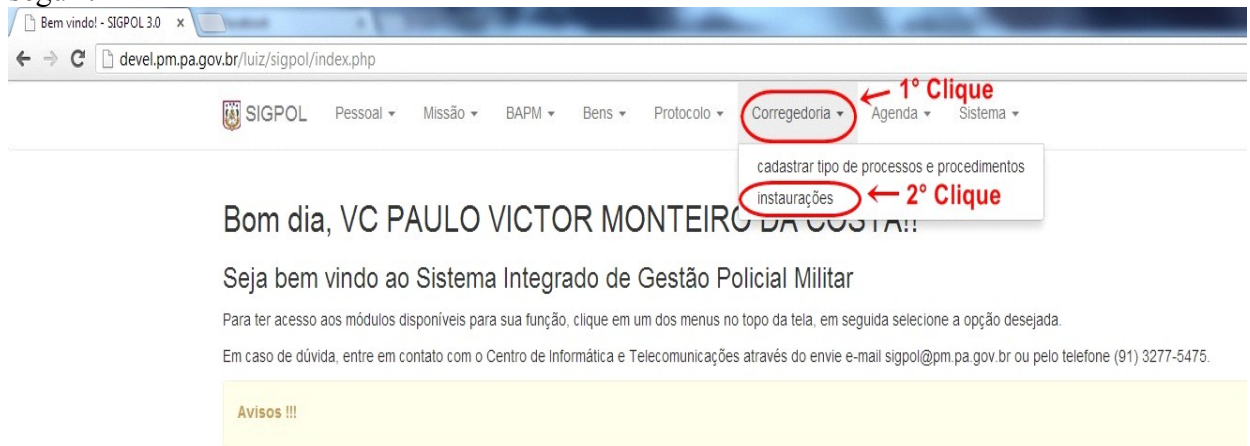 Bem vindo! - SIGPOL 3.0 x
devel.pm.pa.gov.br/luiz/sigpol/index.php
SIGPOL Pessoal Missão BAPM Bens Protocolo Corregedoria Agenda Sistema
1° Clique
cadastrar tipo de processos e procedimentos
instaurações
2° Clique
Bom dia, VC PAULO VICTOR MONTEIRO DA COSTA!!
Seja bem vindo ao Sistema Integrado de Gestão Policial Militar
Para ter acesso aos módulos disponíveis para sua função, clique em um dos menus no topo da tela, em seguida selecione a opção desejada.
Em caso de dúvida, entre em contato com o Centro de Informática e Telecomunicações através do envie e-mail sigpol@pm.pa.gov.br ou pelo telefone (91) 3277-5475.
Avisos !!!